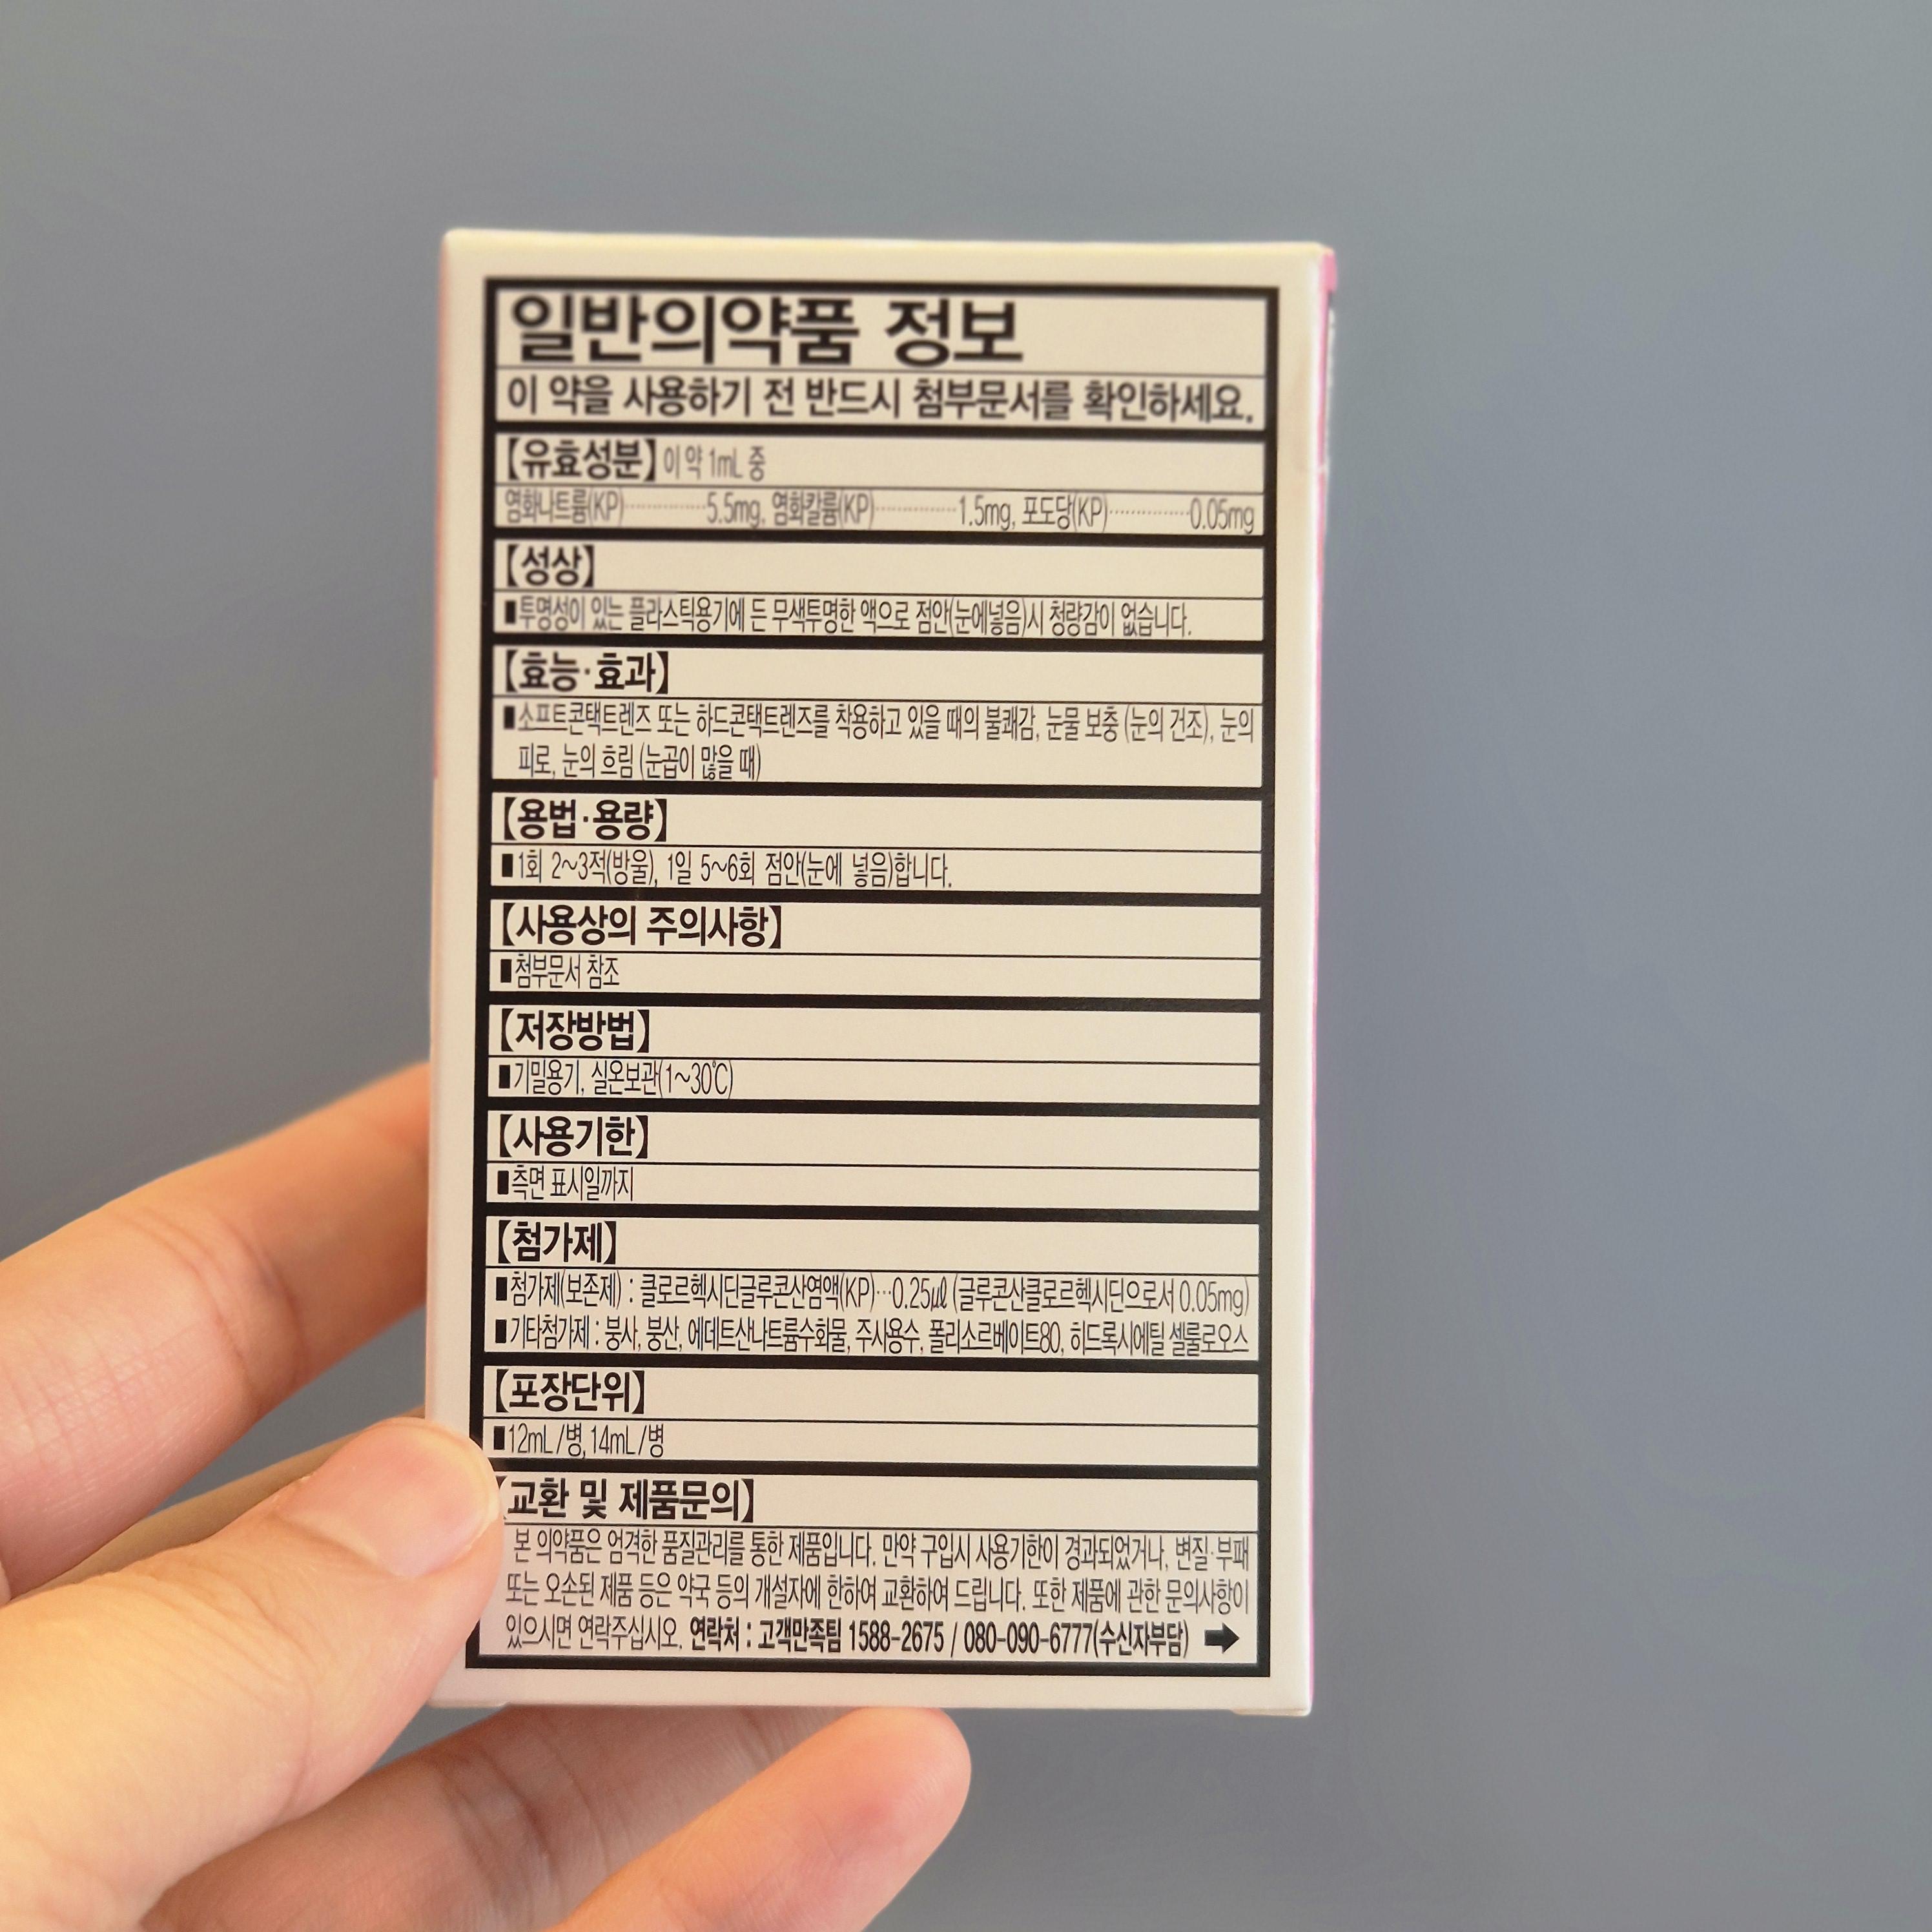 일반의약품 정보
이 약을 사용하기 전 반드시 첨부문서를 확인하세요.
【유효성분】이 약 1mL 중
염화나트륨(KP)··············5.5mg, 염화칼륨(KP)··············1.5mg, 포도당(KP)··············0.05mg
【성상】
■투명성이 있는 플라스틱용기에 든 무색투명한 액으로 점안(눈에넣음)시 청량감이 없습니다.
【효능·효과】
■소프트콘택트렌즈 또는 하드콘택트렌즈를 착용하고 있을 때의 불쾌감, 눈물 보충 (눈의 건조), 눈의
피로, 눈의 흐림 (눈곱이 많을 때)
【용법·용량】
■1회 2~3적(방울), 1일 5~6회 점안(눈에 넣음)합니다.
【사용상의 주의사항】
■첨부문서 참조
【저장방법】
■기밀용기, 실온보관(1~30℃)
【사용기한】
■측면 표시일까지
【첨가제】
■첨가제(보존제) : 클로르헥시딘글루콘산염액(KP)···0.25㎕ (글루콘산클로르헥시딘으로서 0.05mg)
■기타첨가제 : 붕사, 붕산, 에데트산나트륨수화물, 주사용수, 폴리소르베이트80, 히드록시에틸 셀룰로오스
【포장단위】
■12mL/병, 14mL/병
【교환 및 제품문의】
본 의약품은 엄격한 품질관리를 통한 제품입니다. 만약 구입시 사용기한이 경과되었거나, 변질·부패
또는 오손된 제품 등은 약국 등의 개설자에 한하여 교환하여 드립니다. 또한 제품에 관한 문의사항이
있으시면 연락주십시오. 연락처 : 고객만족팀 1588-2675 / 080-090-6777(수신자부담) ➡